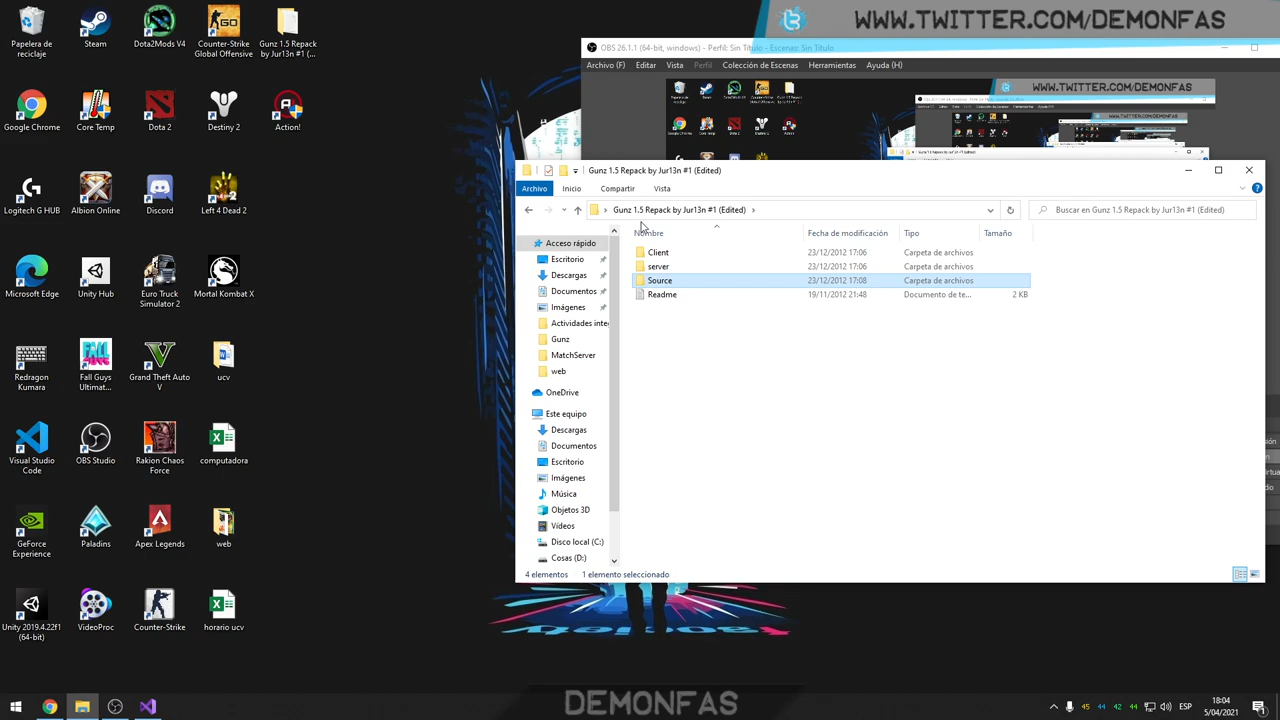 WWW.TWITTER.COM/DEMONFAS
OBS 26.1.1 (64-bit, windows) - Perfil: Sin Título - Escenas: Sin Título
Archivo (F) Editar Vista Perfil Colección de Escenas Herramientas Ayuda (H)
WWW.TWITTER.COM/DEMONFAS
Papelera de reciclaje
Steam
Dota2Mods V4
Counter-Strike Global Offensive
Gunz 1.5 Repack by Jur13n #1 (...
Google Chrome
Core Temp
Dota 2
Destiny 2
Action!
Logitech G HUB
Albion Online
Discord
Left 4 Dead 2
Microsoft Edge
Unity Hub
Euro Truck Simulator 2
Mortal Kombat X
Redragon Kumara
Fall Guys Ultimat...
Grand Theft Auto V
ucv
Visual Studio Code
OBS Studio
Rakion Chaos Force
computadora
GeForce Experience
Paladins
Apex Legends
web
Unity 2019.4.22f1 (64-bit)
VideoProc
Counter-Strike
horario ucv
Gunz 1.5 Repack by Jur13n #1 (Edited)
Archivo Inicio Compartir Vista
Gunz 1.5 Repack by Jur13n #1 (Edited)
Buscar en Gunz 1.5 Repack by Jur13n #1 (Edited)
Nombre Fecha de modificación Tipo Tamaño
Client 23/12/2012 17:06 Carpeta de archivos
server 23/12/2012 17:06 Carpeta de archivos
Source 23/12/2012 17:08 Carpeta de archivos
Readme 19/11/2012 21:48 Documento de te... 2 KB
Acceso rápido
Escritorio
Descargas
Documentos
Imágenes
Actividades inte
Gunz
MatchServer
web
OneDrive
Este equipo
Descargas
Documentos
Escritorio
Imágenes
Música
Objetos 3D
Vídeos
Disco local (C:)
Cosas (D:)
4 elementos 1 elemento seleccionado
DEMONFAS
45 44 42 44
ESP
18:04
5/04/2021